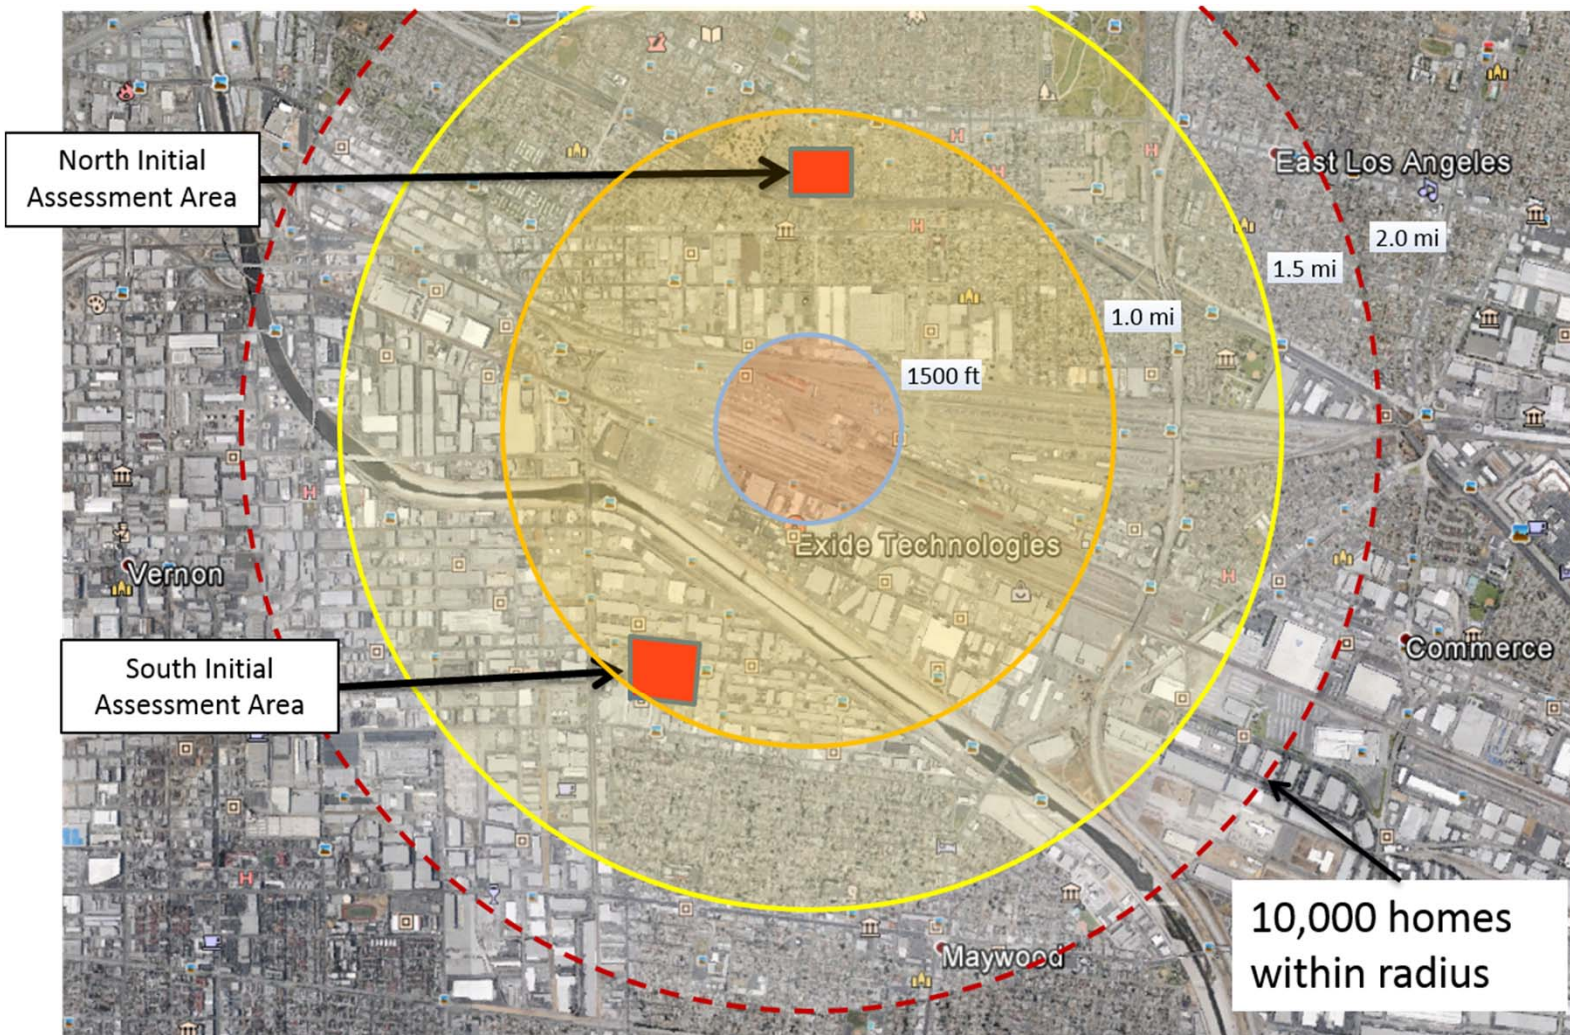 North Initial
Assessment Area
East Los Angeles
2.0 mi
1.5 mi
1.0 mi
1500 ft
Exide Technologies
Vernon
Commerce
South Initial
Assessment Area
10,000 homes
within radius
Maywood